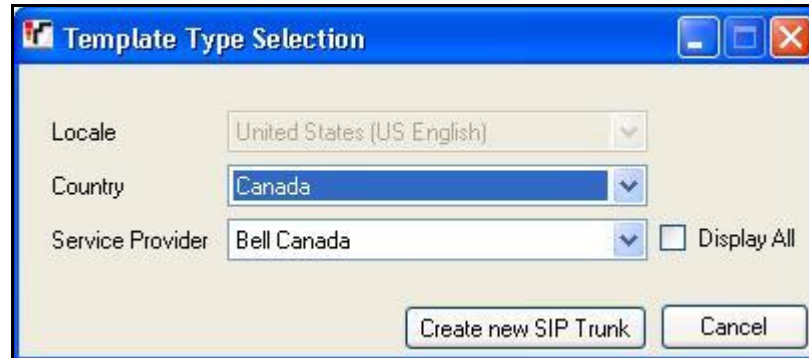 Template Type Selection
Locale United States (US English)
Country Canada
Service Provider Bell Canada Display All
Create new SIP Trunk Cancel